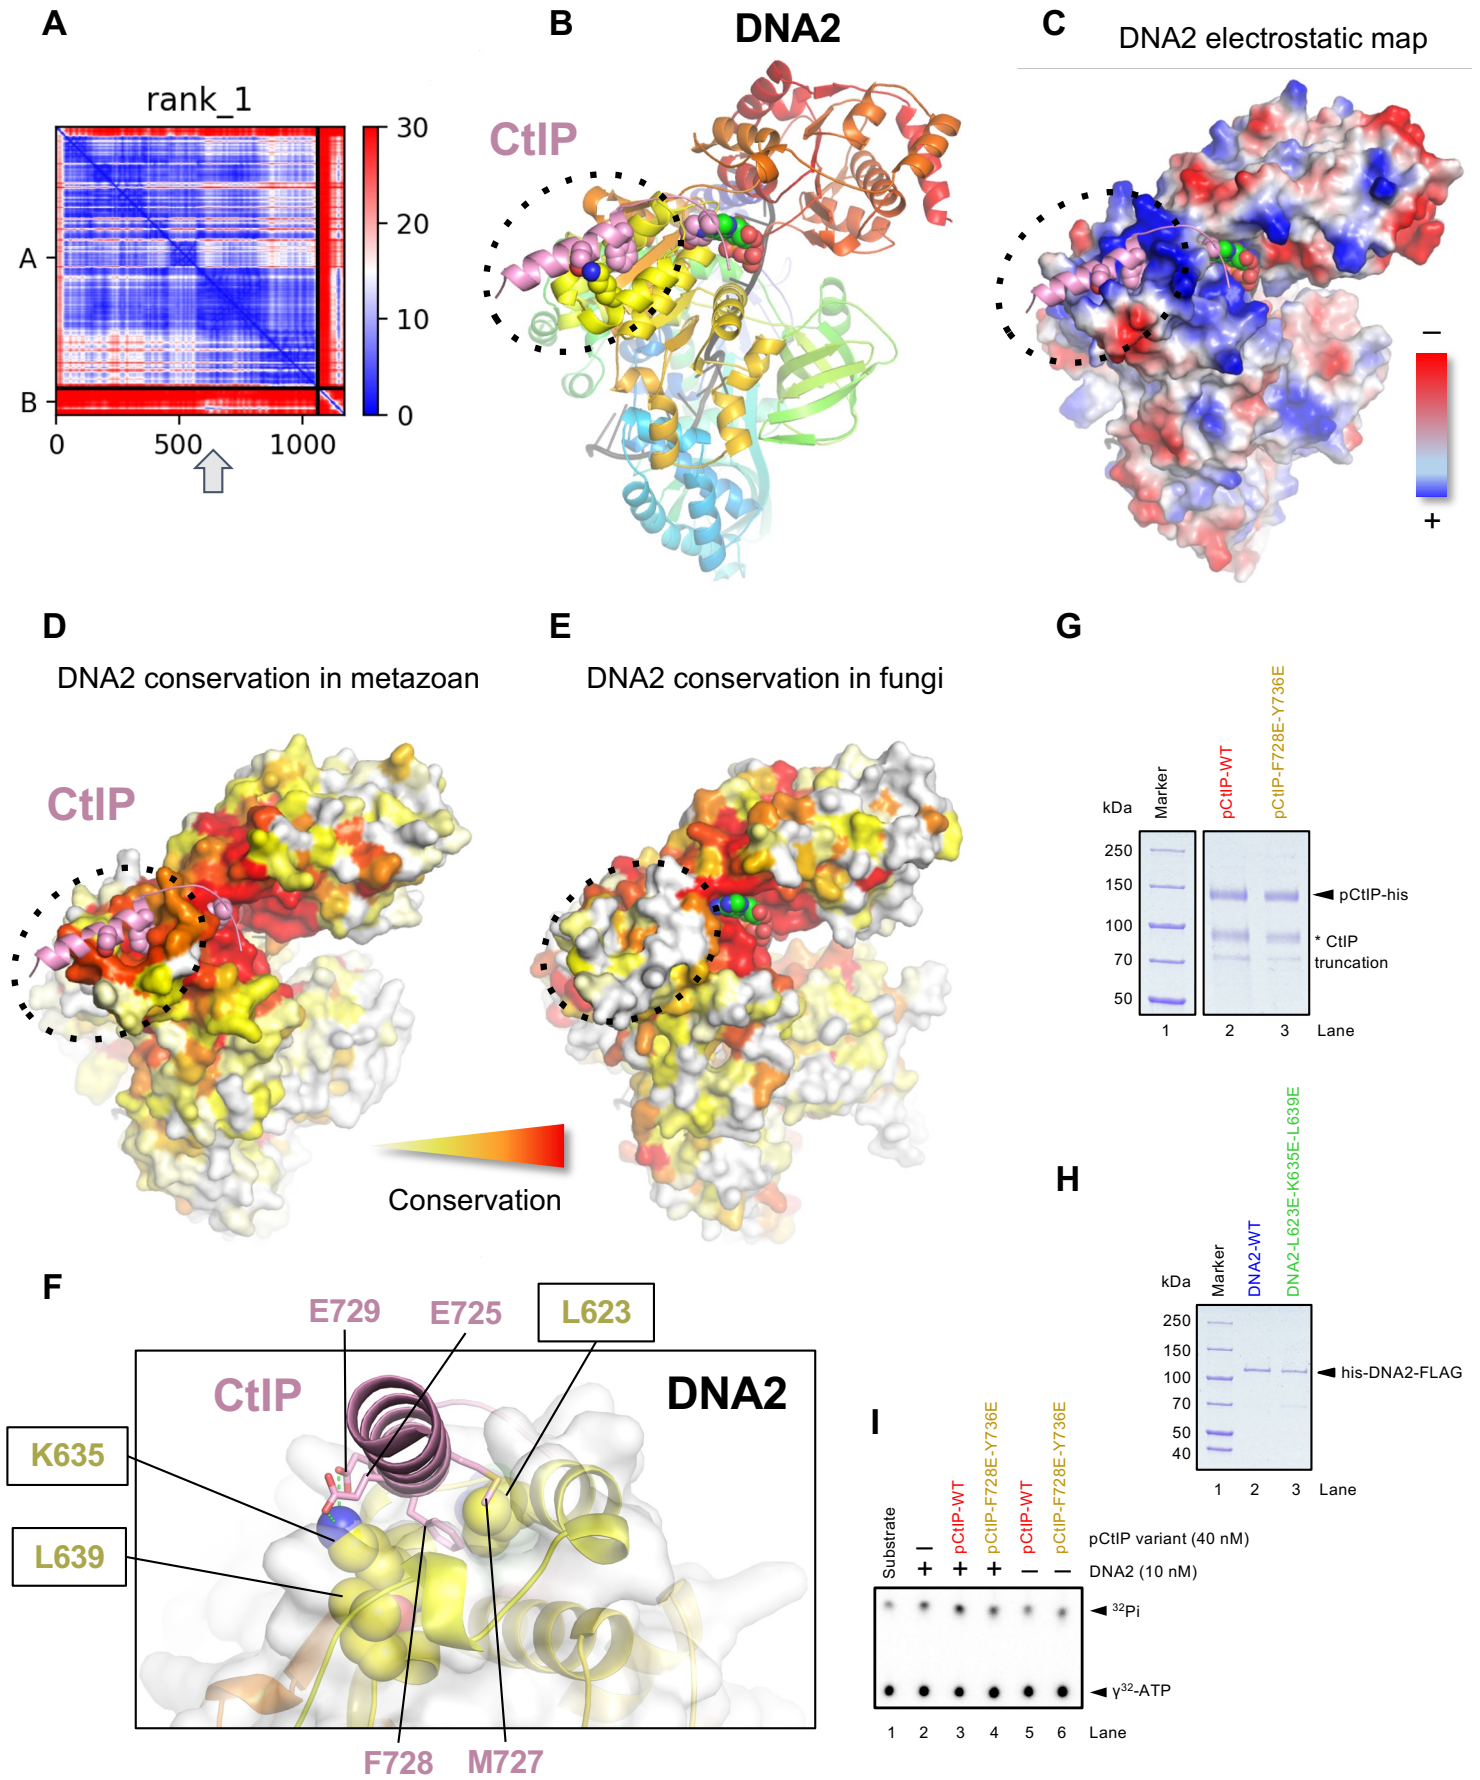 A
rank_1
30
20
10
0
A
B
0
500
1000
B
DNA2
CtIP
C
DNA2 electrostatic map
–
+
D
DNA2 conservation in metazoan
CtIP
E
DNA2 conservation in fungi
Conservation
F
E729
E725
L623
CtIP
DNA2
K635
L639
F728
M727
G
kDa
Marker
pCtIP-WT
pCtIP-F728E-Y736E
250
150
100
70
50
pCtIP-his
* CtIP
truncation
1 2 3 Lane
H
kDa
Marker
DNA2-WT
DNA2-L623E-K635E-L639E
250
150
100
70
50
40
his-DNA2-FLAG
1 2 3 Lane
I
Substrate
– pCtIP-WT pCtIP-F728E-Y736E pCtIP-WT pCtIP-F728E-Y736E pCtIP variant (40 nM)
+ + + – – DNA2 (10 nM)
³²Pi
γ³²-ATP
1 2 3 4 5 6 Lane